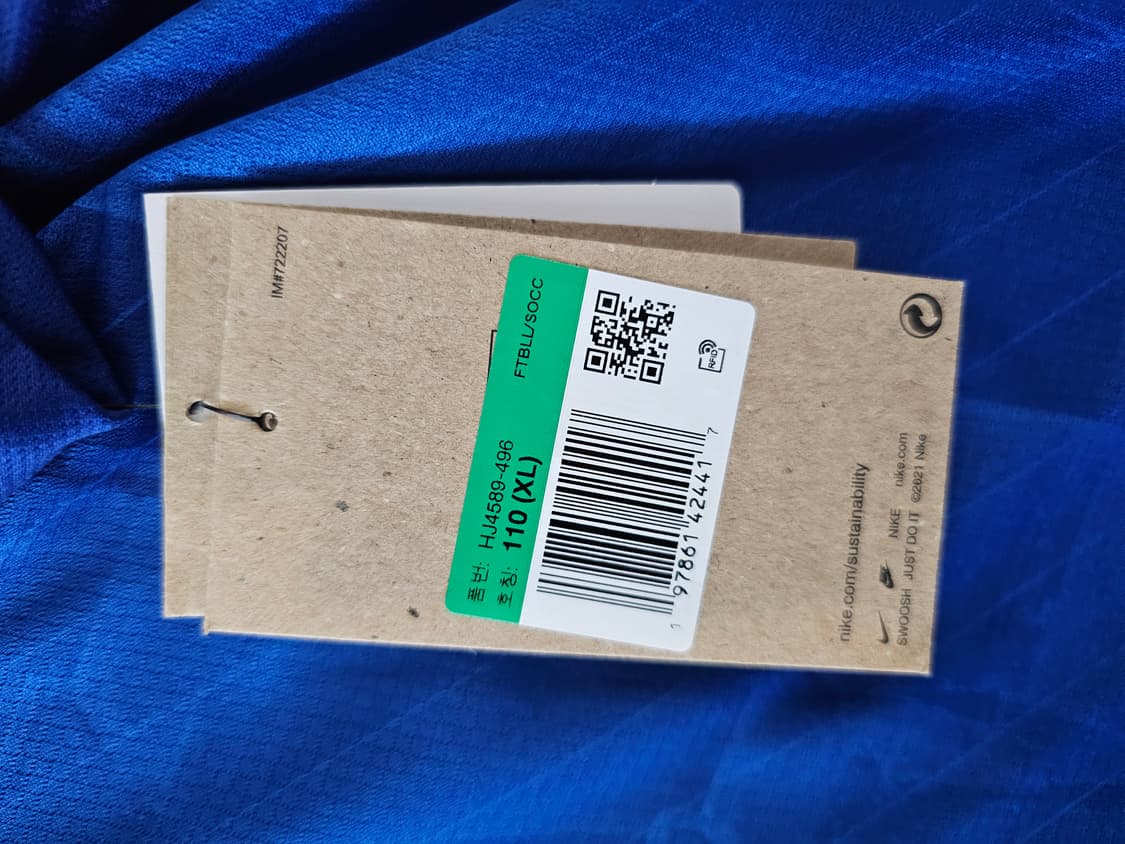 IM#722207
FTBLL/SOCC
품번: HJ4589-496
호칭: 110 (XL)
1 97861 42441 7
RFID
nike.com/sustainability
NIKE nike.com
SWOOSH JUST DO IT ©2021 Nike